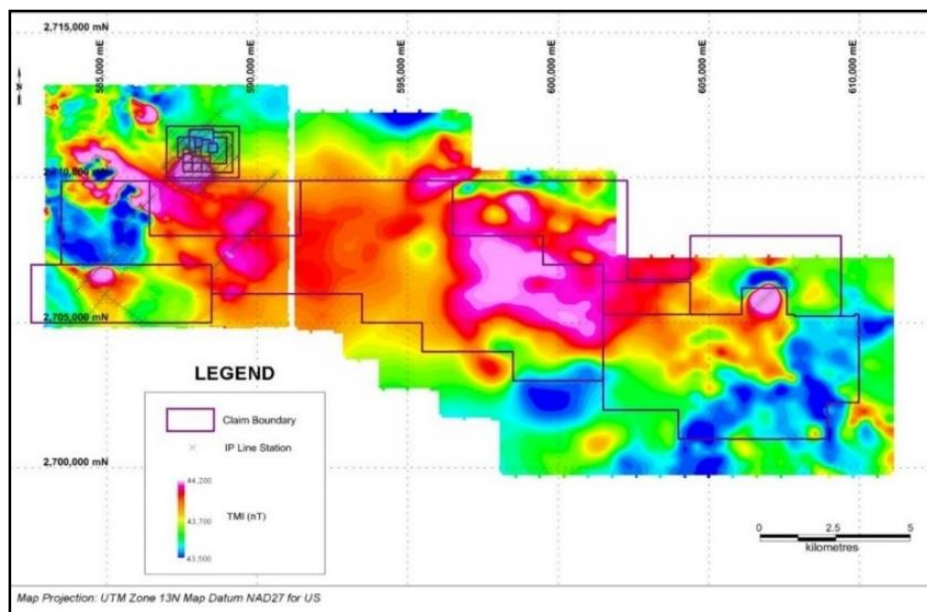 2,715,000 mN
585,000 mE
590,000 mE
595,000 mE
600,000 mE
605,000 mE
610,000 mE
N
2,710,000 mN
2,705,000 mN
2,700,000 mN
LEGEND
Claim Boundary
IP Line Station
44,200
43,700
43,500
TMI (nT)
0 2.5 5
kilometres
Map Projection: UTM Zone 13N Map Datum NAD27 for US